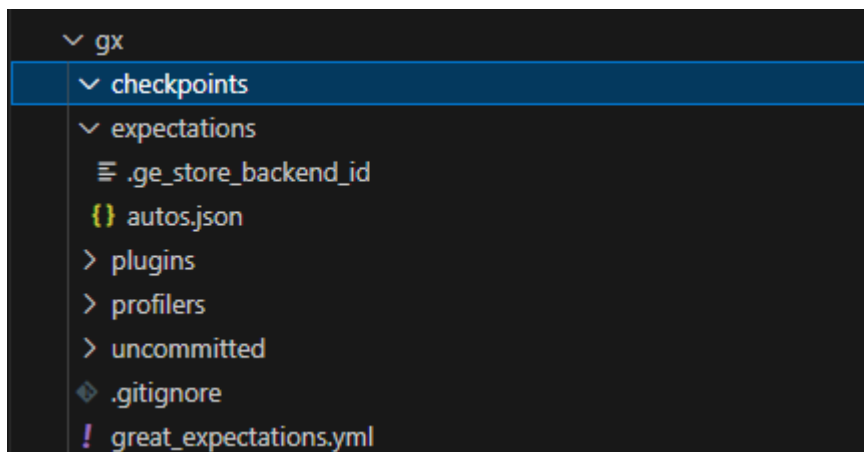 gx
checkpoints
expectations
.ge_store_backend_id
{} autos.json
plugins
profilers
uncommitted
.gitignore
! great_expectations.yml